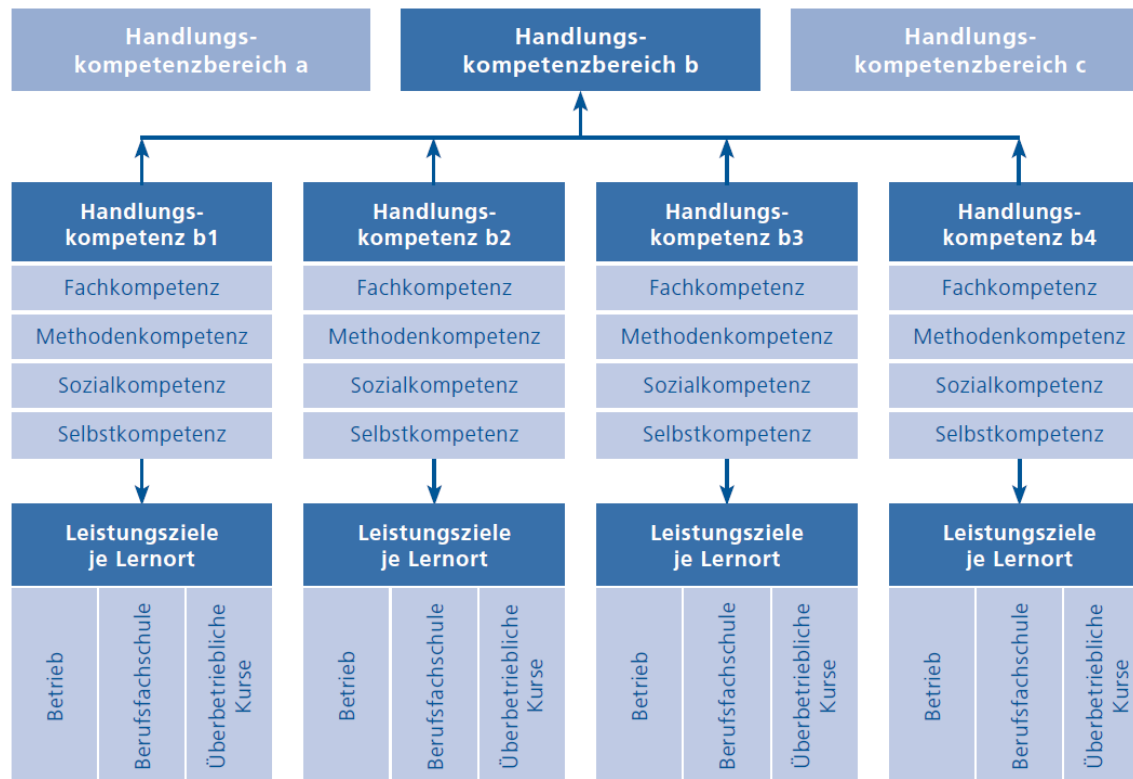 Handlungs-
kompetenzbereich a
Handlungs-
kompetenzbereich b
Handlungs-
kompetenzbereich c
Handlungs-
kompetenz b1
Fachkompetenz
Methodenkompetenz
Sozialkompetenz
Selbstkompetenz
Leistungsziele
je Lernort
Betrieb
Berufsfachschule
Überbetriebliche
Kurse
Handlungs-
kompetenz b2
Fachkompetenz
Methodenkompetenz
Sozialkompetenz
Selbstkompetenz
Leistungsziele
je Lernort
Betrieb
Berufsfachschule
Überbetriebliche
Kurse
Handlungs-
kompetenz b3
Fachkompetenz
Methodenkompetenz
Sozialkompetenz
Selbstkompetenz
Leistungsziele
je Lernort
Betrieb
Berufsfachschule
Überbetriebliche
Kurse
Handlungs-
kompetenz b4
Fachkompetenz
Methodenkompetenz
Sozialkompetenz
Selbstkompetenz
Leistungsziele
je Lernort
Betrieb
Berufsfachschule
Überbetriebliche
Kurse